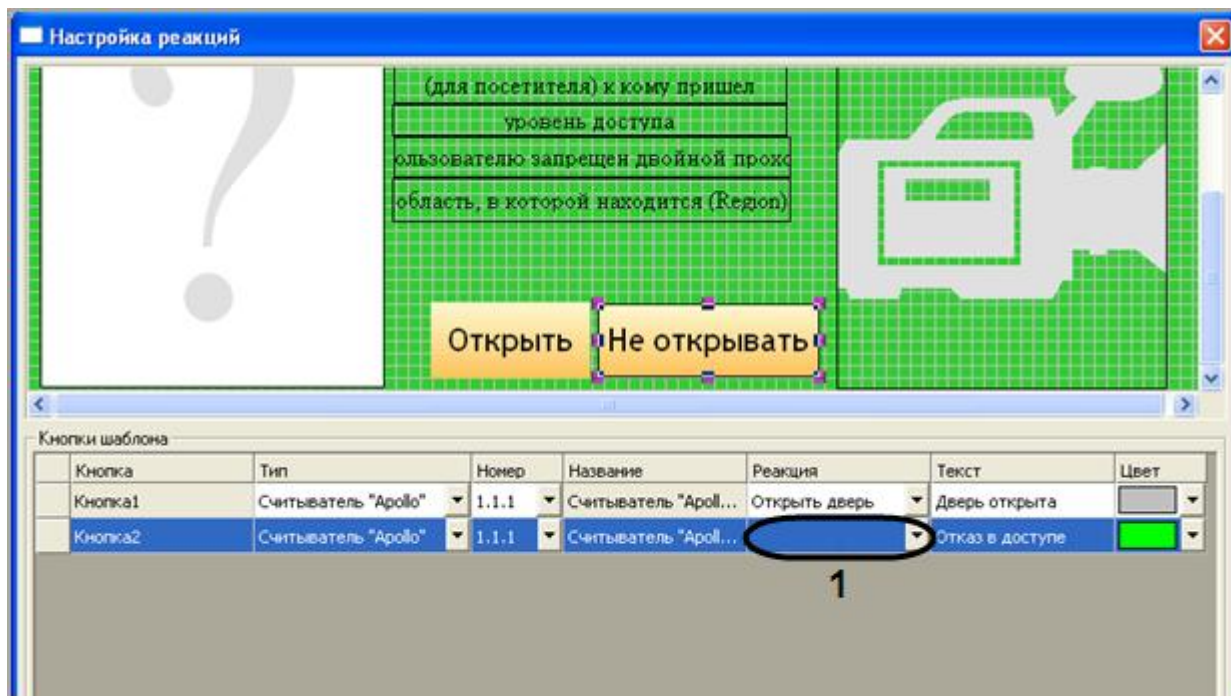 Настройка реакций
(для посетителя) к кому пришел
уровень доступа
ользователю запрещен двойной прохо
область, в которой находится (Region)
Открыть Не открывать
Кнопки шаблона
Кнопка Тип Номер Название Реакция Текст Цвет
Кнопка1 Считыватель "Apollo" 1.1.1 Считыватель "Apoll... Открыть дверь Дверь открыта
Кнопка2 Считыватель "Apollo" 1.1.1 Считыватель "Apoll... Отказ в доступе
1